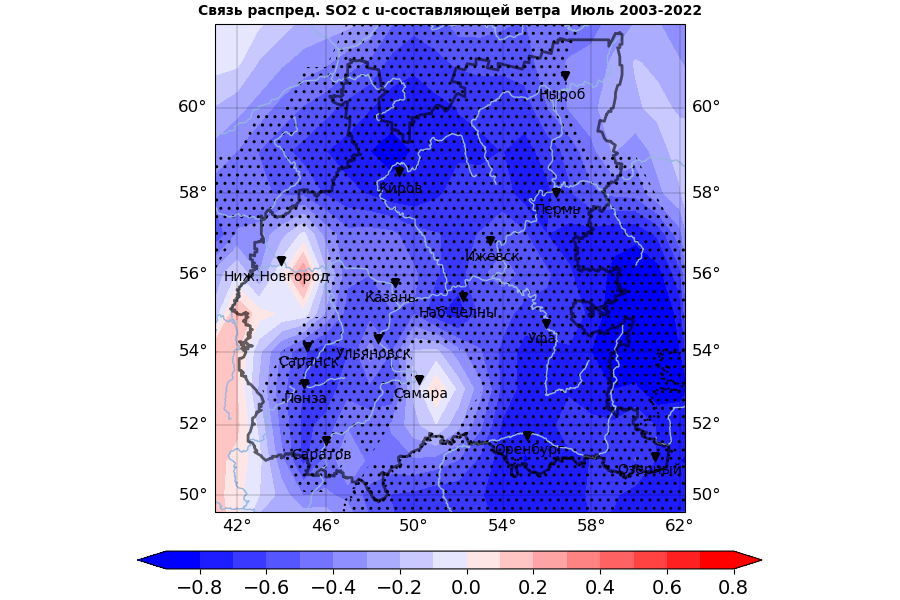 Связь распред. SO2 с u-составляющей ветра Июль 2003-2022
60° 60°
Ныроб
58° 58°
Киров
Пермь
Ижевск
56° 56°
Ниж.Новгород
Казань
Наб.Челны
54° 54°
Уфа
Саранск Ульяновск
Самара
Пенза
52° 52°
Саратов Оренбург
Озерный
50° 50°
42° 46° 50° 54° 58° 62°
−0.8 −0.6 −0.4 −0.2 0.0 0.2 0.4 0.6 0.8